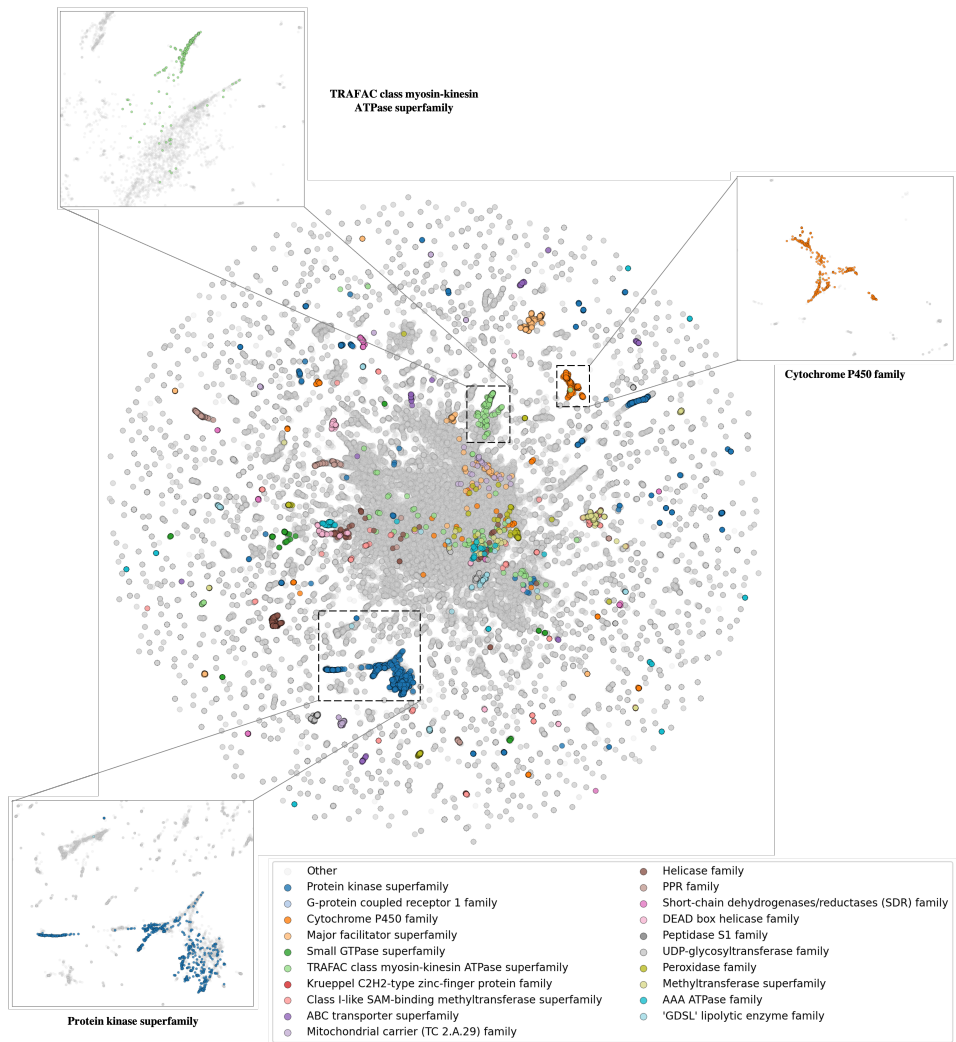 TRAFAC class myosin-kinesin
ATPase superfamily
Cytochrome P450 family
Protein kinase superfamily
Other
Protein kinase superfamily
G-protein coupled receptor 1 family
Cytochrome P450 family
Major facilitator superfamily
Small GTPase superfamily
TRAFAC class myosin-kinesin ATPase superfamily
Krueppel C2H2-type zinc-finger protein family
Class I-like SAM-binding methyltransferase superfamily
ABC transporter superfamily
Mitochondrial carrier (TC 2.A.29) family
Helicase family
PPR family
Short-chain dehydrogenases/reductases (SDR) family
DEAD box helicase family
Peptidase S1 family
UDP-glycosyltransferase family
Peroxidase family
Methyltransferase superfamily
AAA ATPase family
'GDSL' lipolytic enzyme family